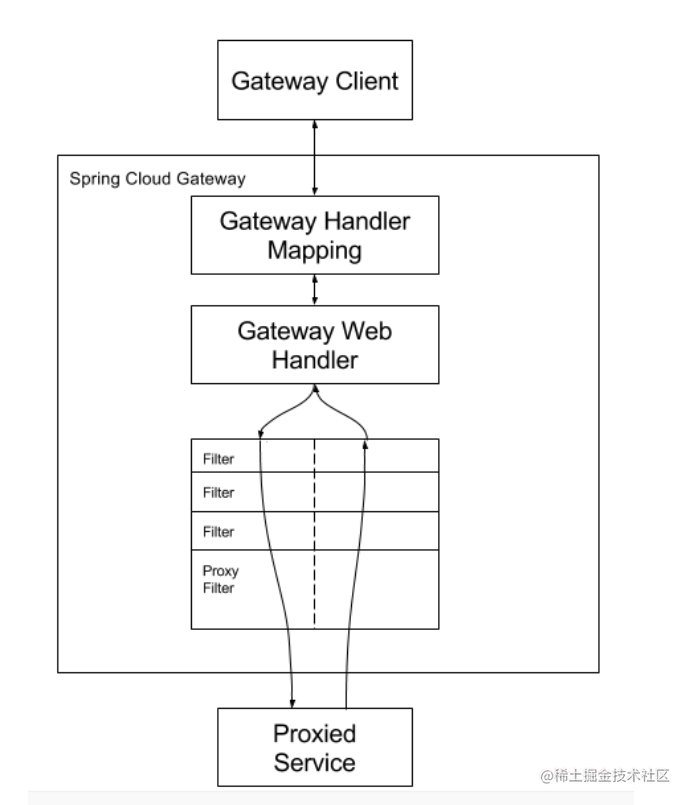 Gateway Client
Spring Cloud Gateway
Gateway Handler
Mapping
Gateway Web
Handler
Filter
Filter
Filter
Proxy
Filter
Proxied
Service
@稀土掘金技术社区